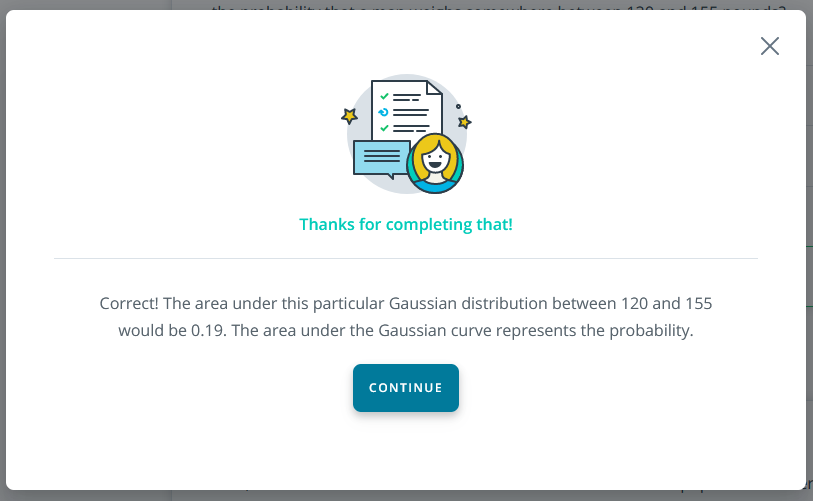 Thanks for completing that!
Correct! The area under this particular Gaussian distribution between 120 and 155
would be 0.19. The area under the Gaussian curve represents the probability.
CONTINUE